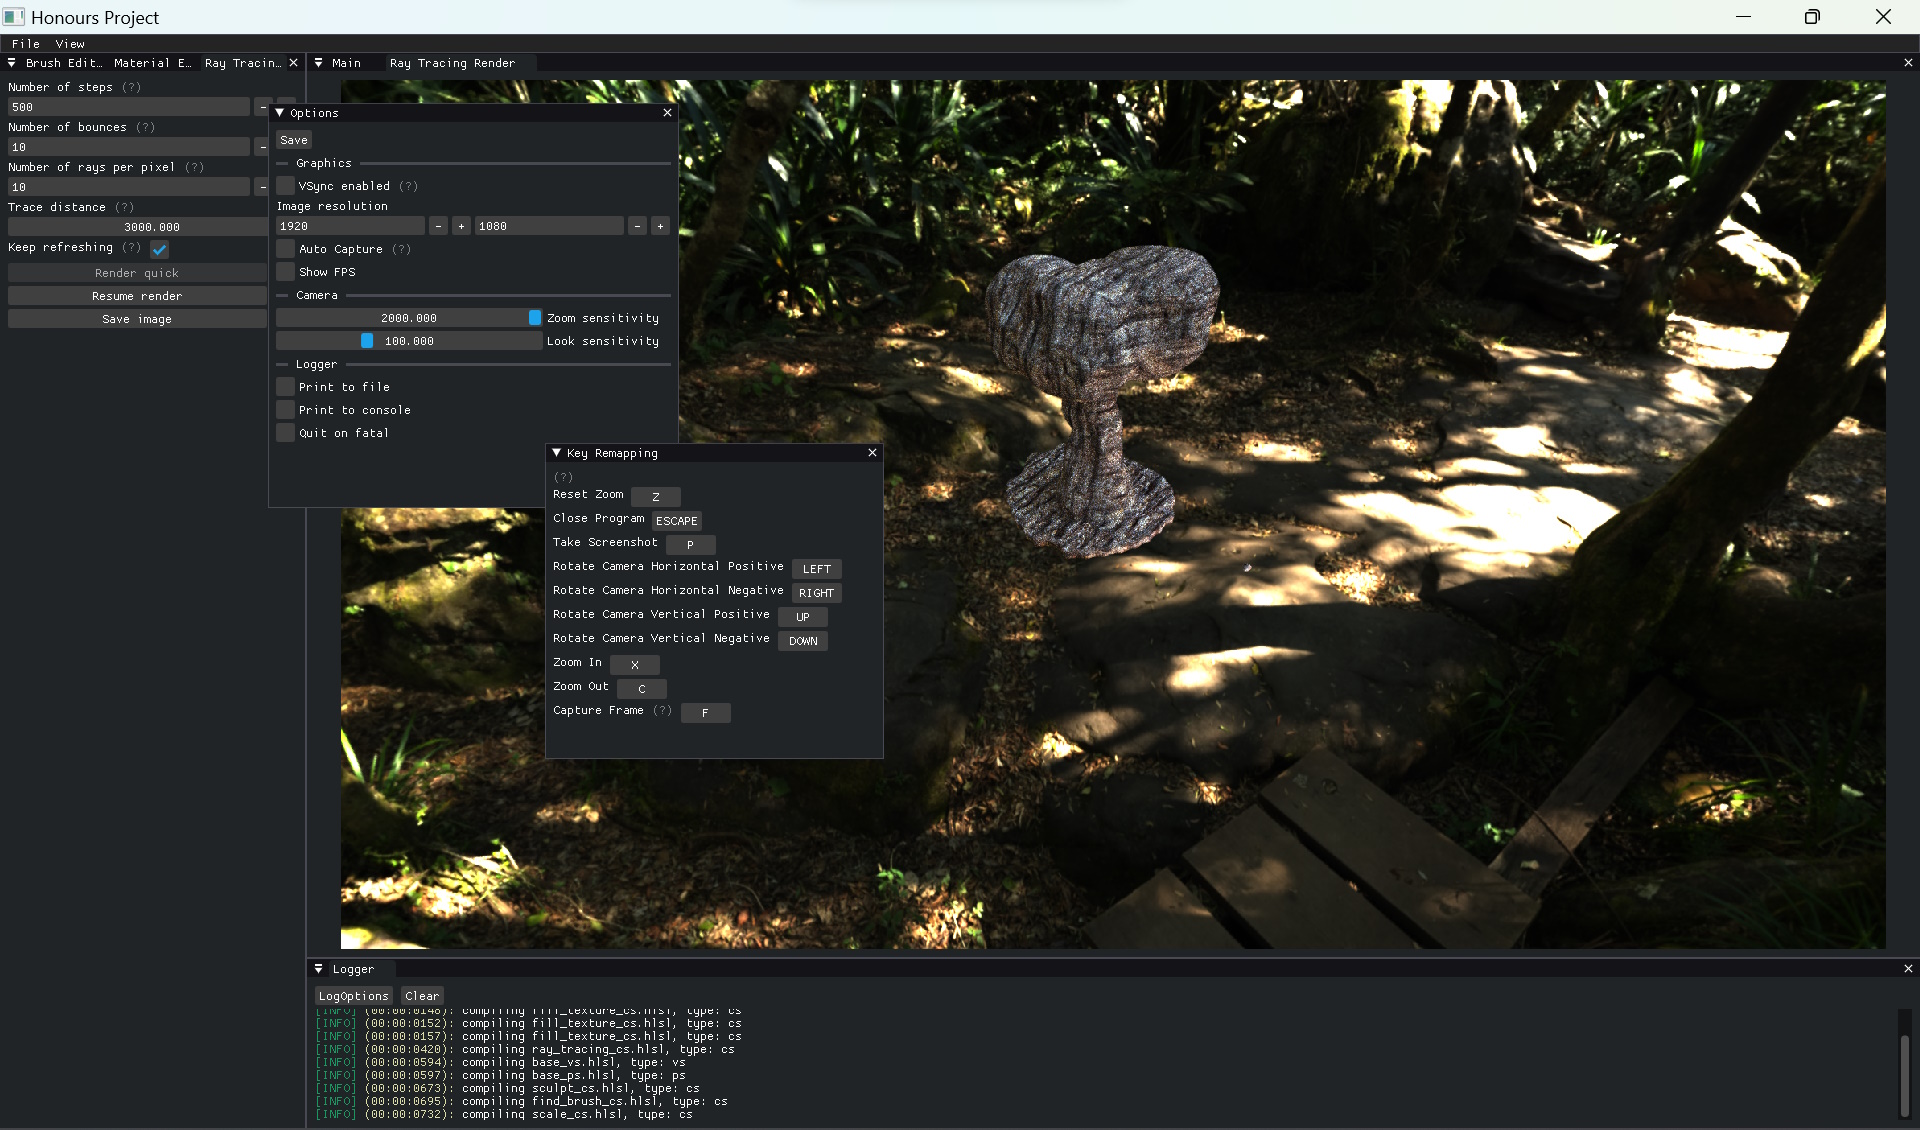 Honours Project
File View
Brush Edit... Material E... Ray Tracin...
Number of steps (?)
500
Number of bounces (?)
10
Number of rays per pixel (?)
10
Trace distance (?)
3000.000
Keep refreshing (?)
Render quick
Resume render
Save image
Main Ray Tracing Render
Options
Save
Graphics
VSync enabled (?)
Image resolution
1920 - + 1080 - +
Auto Capture (?)
Show FPS
Camera
2000.000 Zoom sensitivity
100.000 Look sensitivity
Logger
Print to file
Print to console
Quit on fatal
Key Remapping
(?)
Reset Zoom Z
Close Program ESCAPE
Take Screenshot P
Rotate Camera Horizontal Positive LEFT
Rotate Camera Horizontal Negative RIGHT
Rotate Camera Vertical Positive UP
Rotate Camera Vertical Negative DOWN
Zoom In X
Zoom Out C
Capture Frame (?) F
Logger
LogOptions Clear
[INFO] (00:00:0148): compiling fill_texture_cs.hlsl, type: cs
[INFO] (00:00:0152): compiling fill_texture_cs.hlsl, type: cs
[INFO] (00:00:0157): compiling fill_texture_cs.hlsl, type: cs
[INFO] (00:00:0420): compiling ray_tracing_cs.hlsl, type: cs
[INFO] (00:00:0594): compiling base_vs.hlsl, type: vs
[INFO] (00:00:0597): compiling base_ps.hlsl, type: ps
[INFO] (00:00:0673): compiling sculpt_cs.hlsl, type: cs
[INFO] (00:00:0695): compiling find_brush_cs.hlsl, type: cs
[INFO] (00:00:0732): compiling scale_cs.hlsl, type: cs